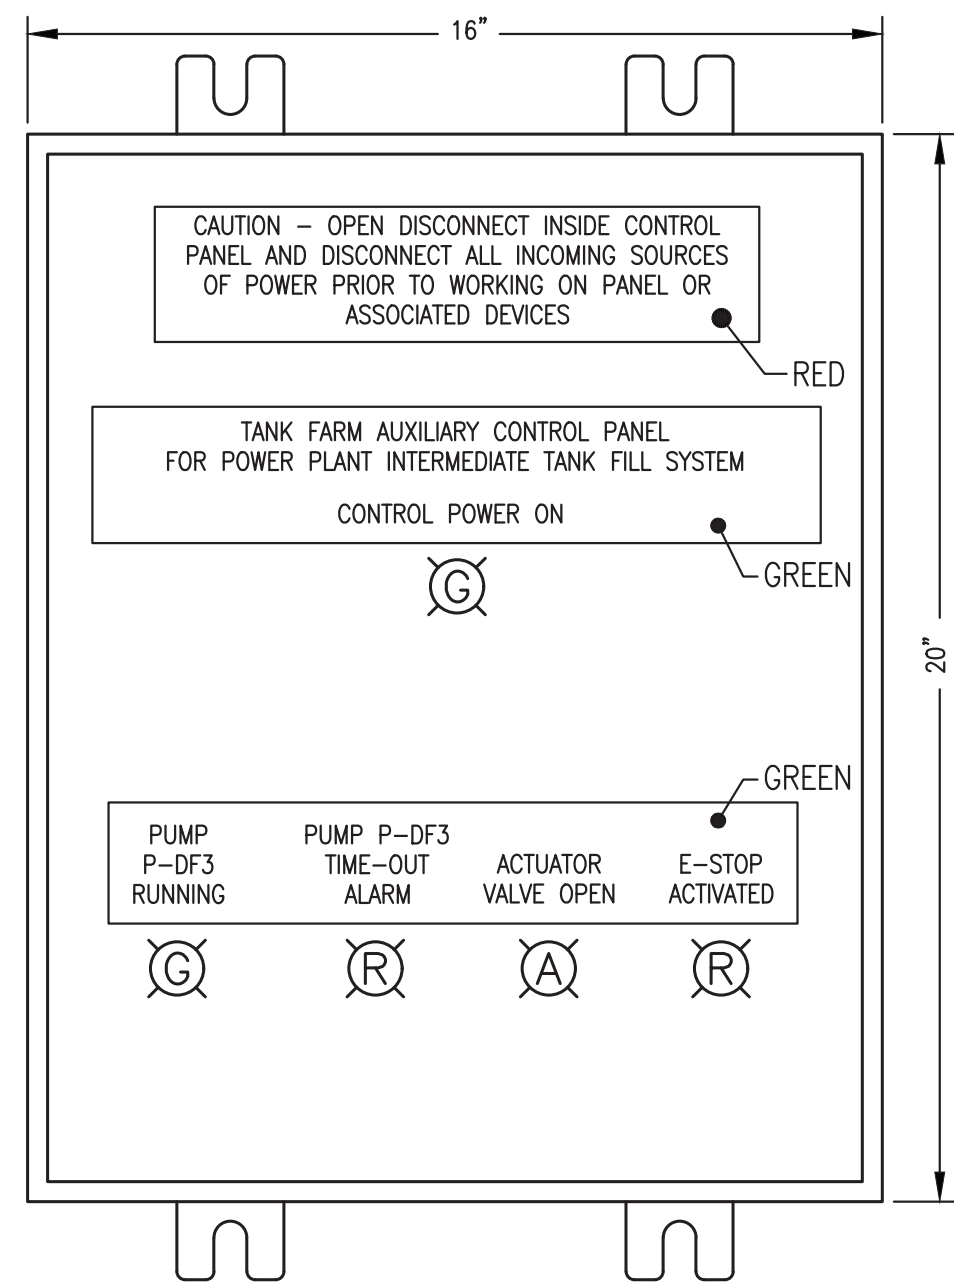 16"
CAUTION – OPEN DISCONNECT INSIDE CONTROL
PANEL AND DISCONNECT ALL INCOMING SOURCES
OF POWER PRIOR TO WORKING ON PANEL OR
ASSOCIATED DEVICES
RED
TANK FARM AUXILIARY CONTROL PANEL
FOR POWER PLANT INTERMEDIATE TANK FILL SYSTEM
CONTROL POWER ON
GREEN
G
20"
GREEN
PUMP
P–DF3
RUNNING
PUMP P–DF3
TIME–OUT
ALARM
ACTUATOR
VALVE OPEN
E–STOP
ACTIVATED
G
R
A
R